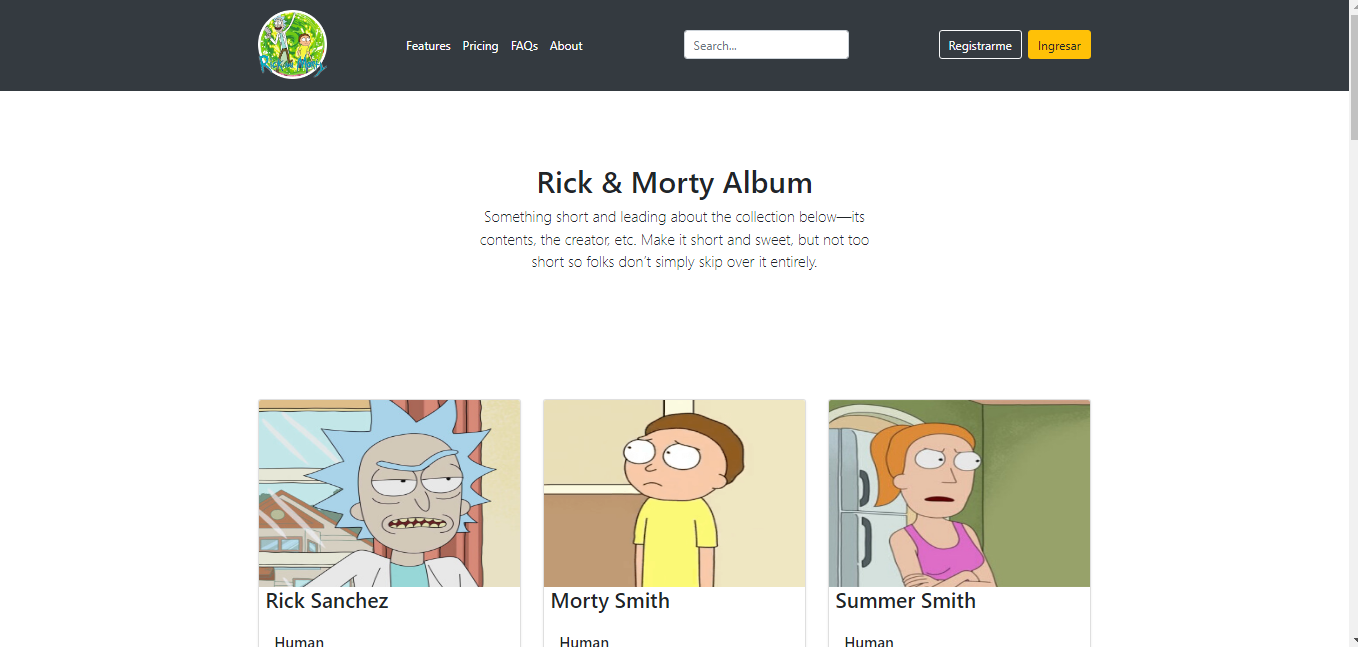 Rick and Morty
Features Pricing FAQs About
Search...
Registrarme Ingresar
Rick & Morty Album
Something short and leading about the collection below—its
contents, the creator, etc. Make it short and sweet, but not too
short so folks don't simply skip over it entirely.
Rick Sanchez Morty Smith Summer Smith
Human Human Human